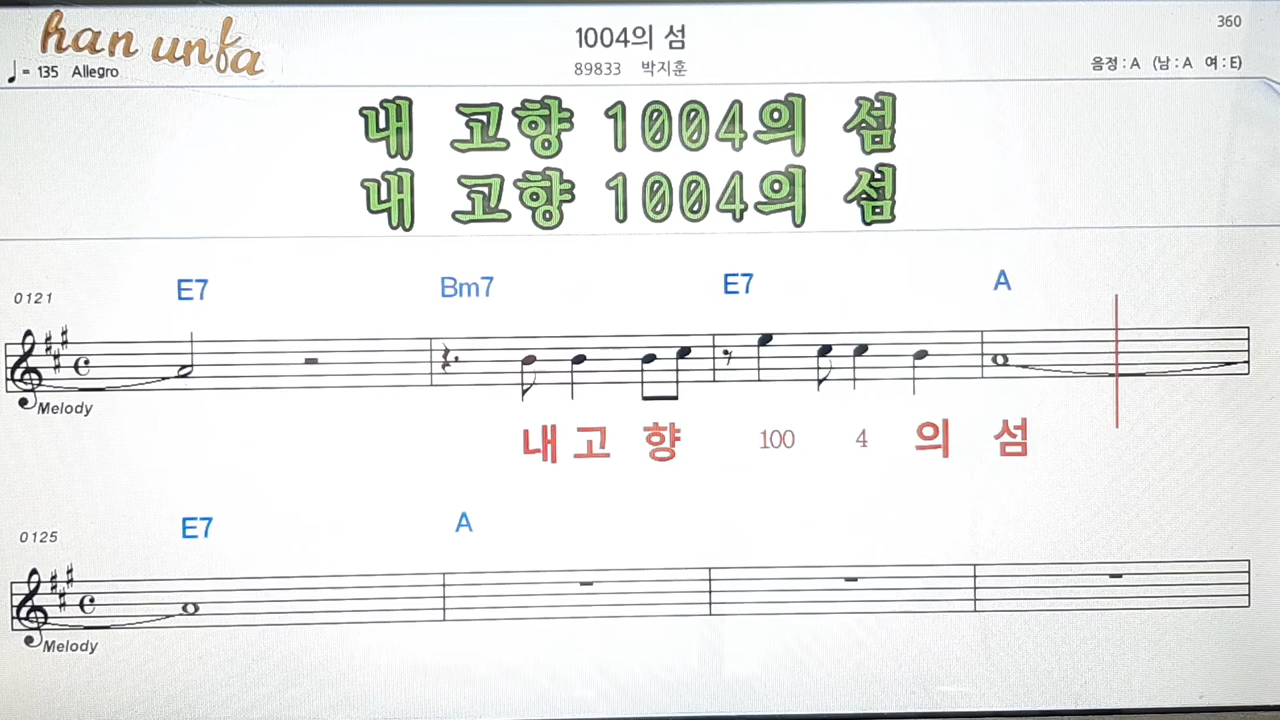 han unfa
1004의 섬
360
♩= 135 Allegro
89833 박지훈
음정 : A (남 : A 여 : E)
내 고향 1004의 섬
내 고향 1004의 섬
E7 Bm7 E7 A
0121
Melody
내 고 향 100 4 의 섬
E7 A
0125
Melody